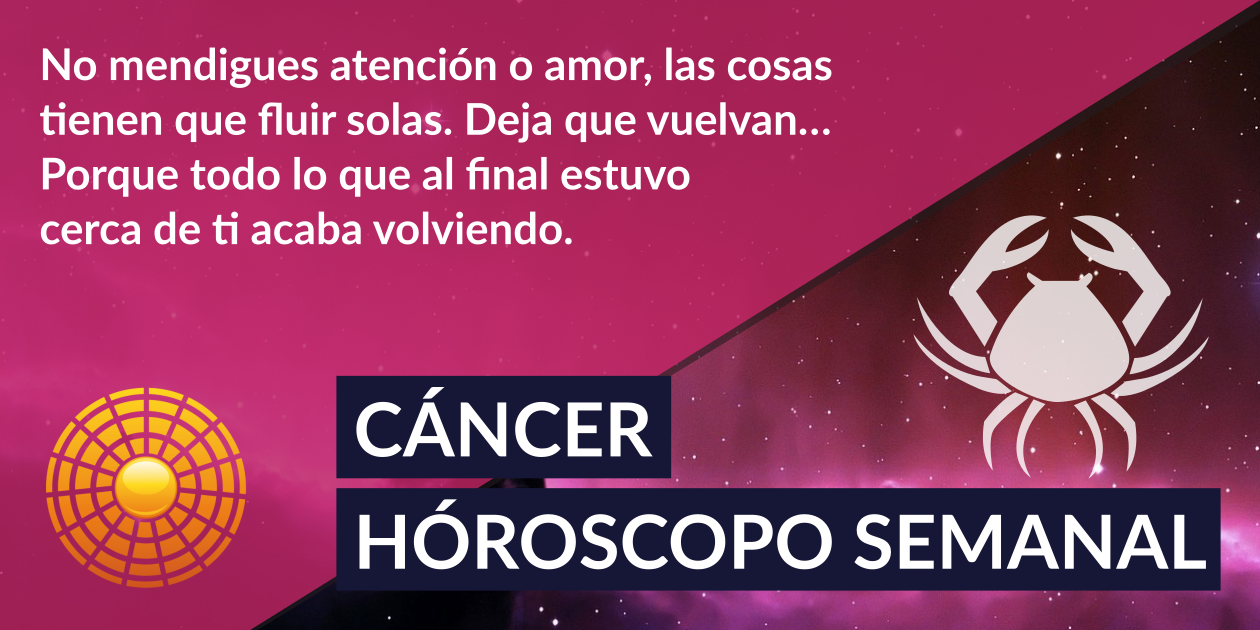 No mendigues atención o amor, las cosas
tienen que fluir solas. Deja que vuelvan...
Porque todo lo que al final estuvo
cerca de ti acaba volviendo.
CÁNCER
HÓROSCOPO SEMANAL